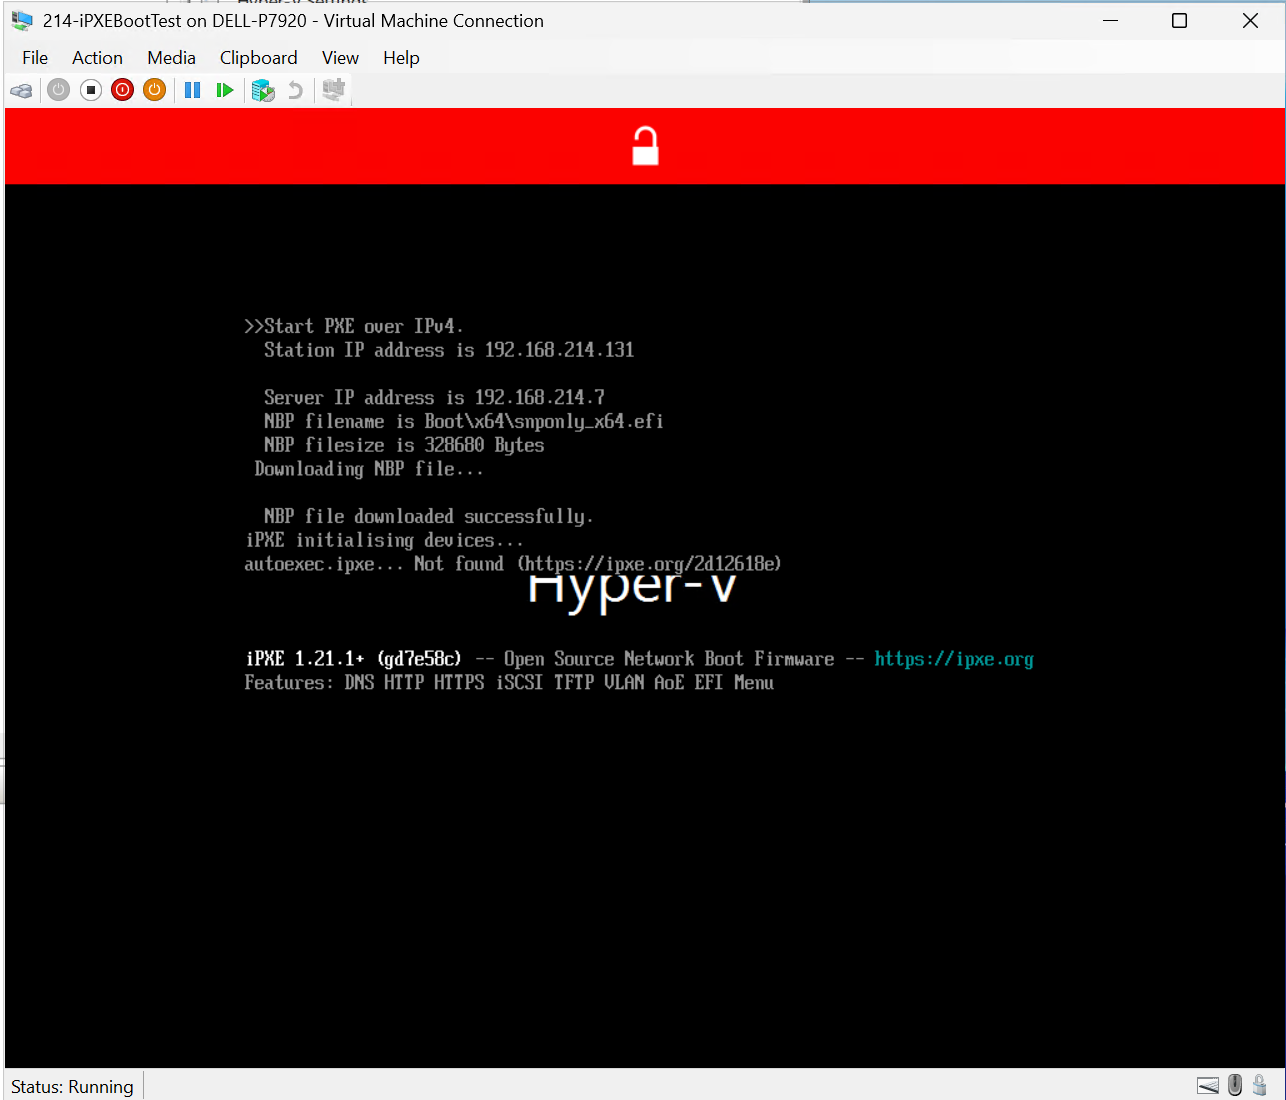 214-iPXEBootTest on DELL-P7920 - Virtual Machine Connection
File Action Media Clipboard View Help
>>Start PXE over IPv4.
Station IP address is 192.168.214.131
Server IP address is 192.168.214.7
NBP filename is Boot\x64\snponly_x64.efi
NBP filesize is 328680 Bytes
Downloading NBP file...
NBP file downloaded successfully.
iPXE initialising devices...
autoexec.ipxe... Not found (https://ipxe.org/2d12618e)
Hyper-V
iPXE 1.21.1+ (gd7e58c) -- Open Source Network Boot Firmware -- https://ipxe.org
Features: DNS HTTP HTTPS iSCSI TFTP VLAN AoE EFI Menu
Status: Running